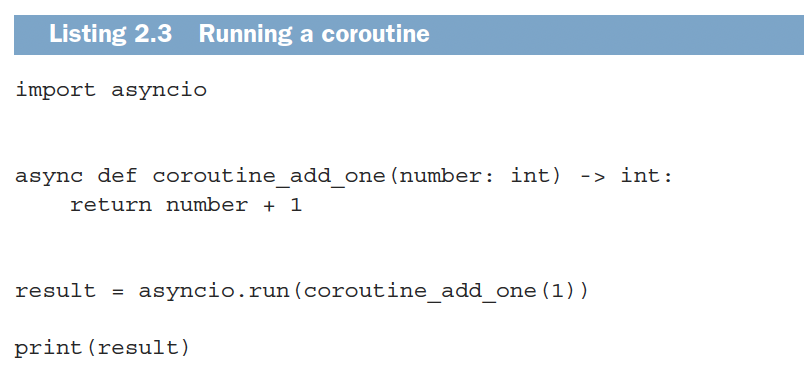 Listing 2.3 Running a coroutine
import asyncio
async def coroutine_add_one(number: int) -> int:
    return number + 1
result = asyncio.run(coroutine_add_one(1))
print(result)